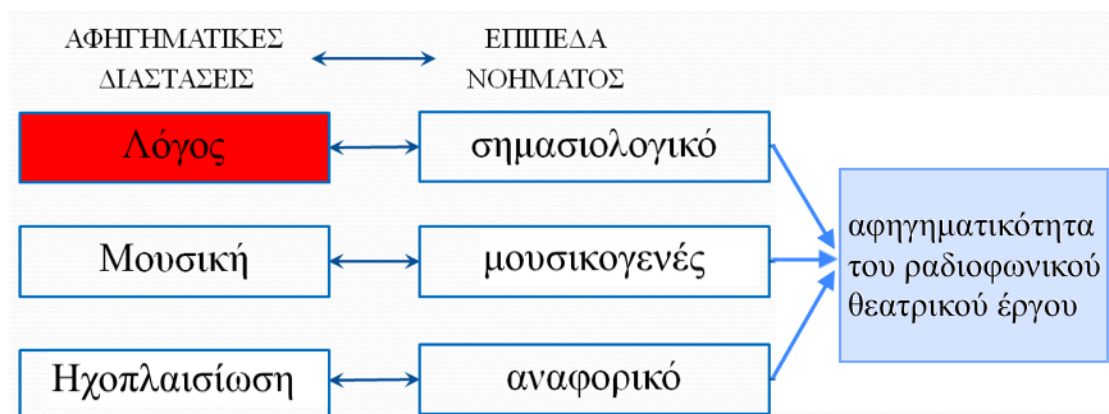 ΑΦΗΓΗΜΑΤΙΚΕΣ
ΔΙΑΣΤΑΣΕΙΣ
ΕΠΙΠΕΔΑ
ΝΟΗΜΑΤΟΣ
Λόγος
σημασιολογικό
Μουσική
μουσικογενές
Ηχοπλαισίωση
αναφορικό
αφηγηματικότητα
του ραδιοφωνικού
θεατρικού έργου